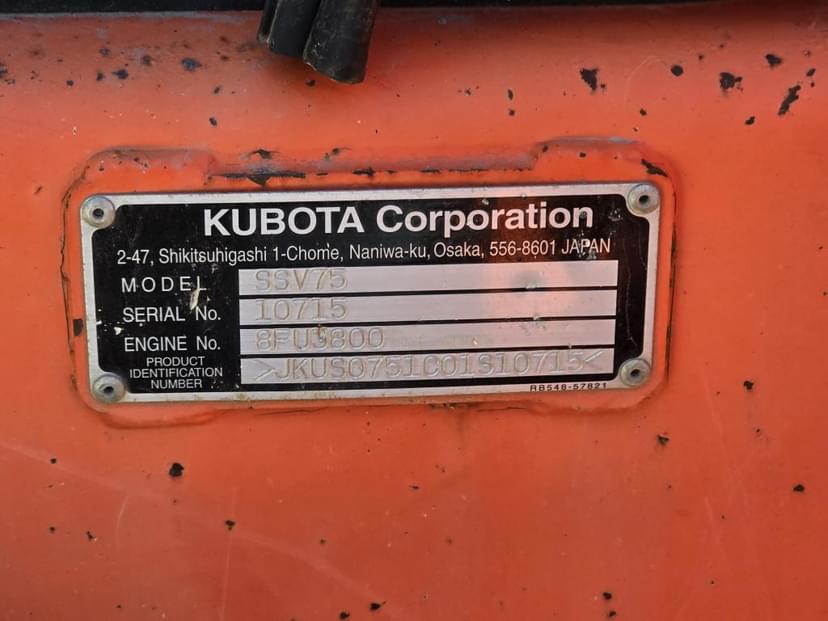 KUBOTA Corporation
2-47, Shikitsuhigashi 1-Chome, Naniwa-ku, Osaka, 556-8601 JAPAN
MODEL SSV75
SERIAL No. 10715
ENGINE No. 8FU3800
PRODUCT IDENTIFICATION NUMBER >JKUS0751C01S10715<
RB548-57821